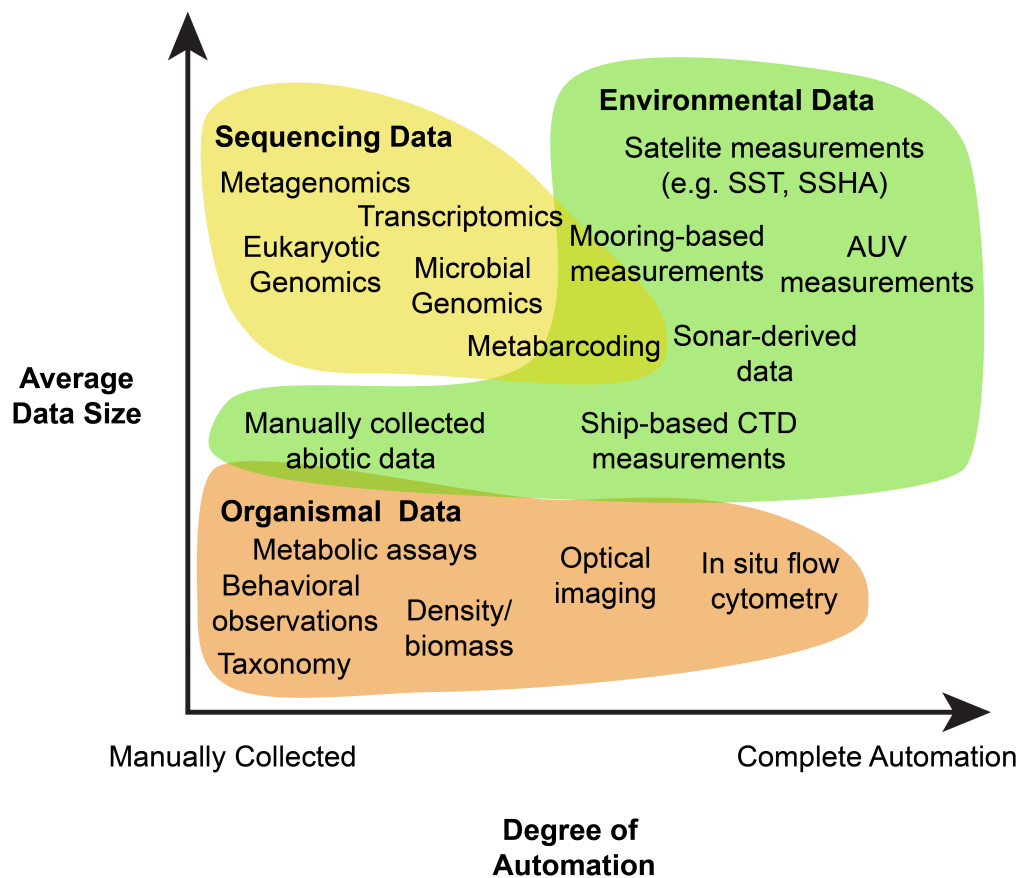 Sequencing Data
Metagenomics
Transcriptomics
Eukaryotic
Genomics
Microbial
Genomics
Metabarcoding
Environmental Data
Satelite measurements
(e.g. SST, SSHA)
Mooring-based
measurements
AUV
measurements
Sonar-derived
data
Manually collected
abiotic data
Ship-based CTD
measurements
Average
Data Size
Organismal Data
Metabolic assays
Behavioral
observations
Taxonomy
Density/
biomass
Optical
imaging
In situ flow
cytometry
Manually Collected
Complete Automation
Degree of
Automation